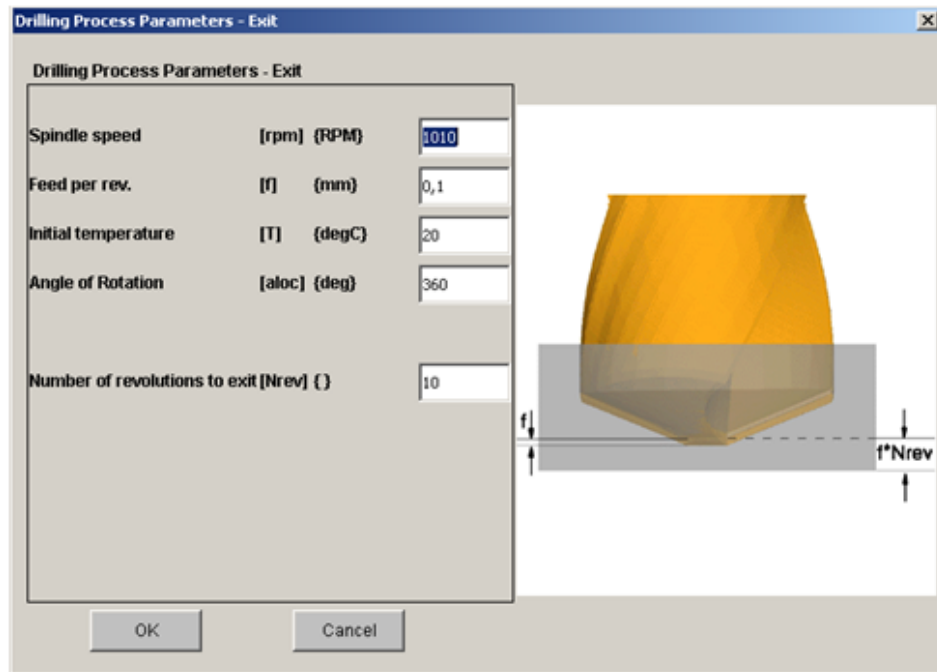 Drilling Process Parameters - Exit
Drilling Process Parameters - Exit
Spindle speed [rpm] {RPM} 1010
Feed per rev. [f] {mm} 0,1
Initial temperature [T] {degC} 20
Angle of Rotation [aloc] {deg} 360
Number of revolutions to exit [Nrev] {} 10
f
f*Nrev
OK Cancel